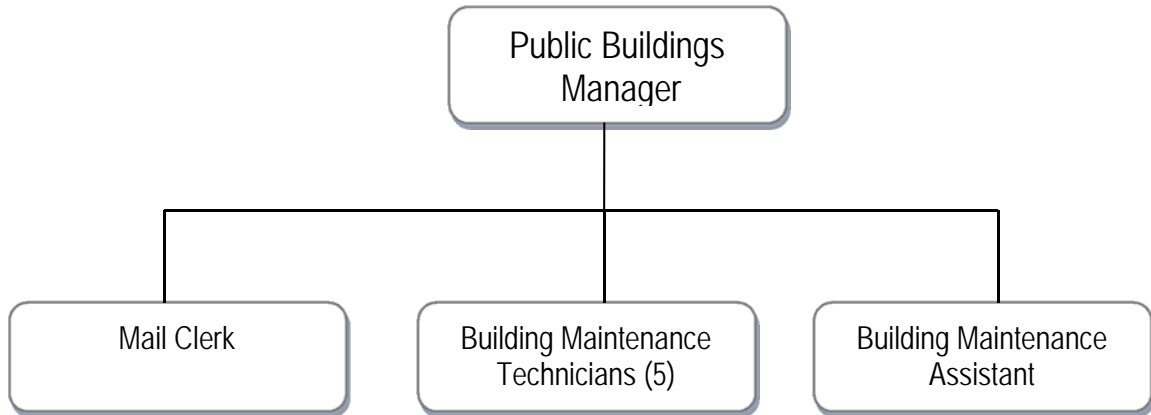 Public Buildings
Manager
Mail Clerk
Building Maintenance
Technicians (5)
Building Maintenance
Assistant